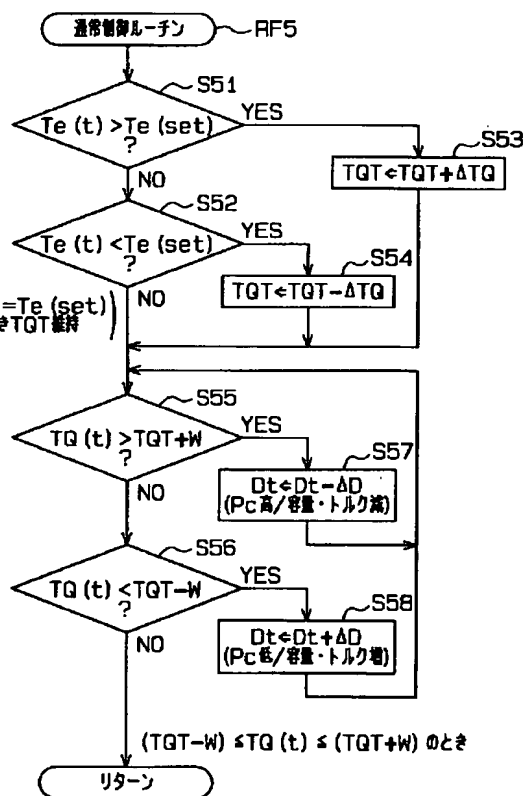 通常制御ルーチン
RF5
S51
Te(t)>Te(set)
?
YES
NO
S53
TQT⇐TQT+ΔTQ
S52
Te(t)<Te(set)
?
YES
NO
S54
TQT⇐TQT-ΔTQ
=Te(set)
きTQT維持
S55
TQ(t)>TQT+W
?
YES
NO
S57
Dt⇐Dt-ΔD
(Pc高/容量・トルク減)
S56
TQ(t)<TQT-W
?
YES
NO
S58
Dt⇐Dt+ΔD
(Pc低/容量・トルク増)
(TQT-W)≤TQ(t)≤(TQT+W)のとき
リターン